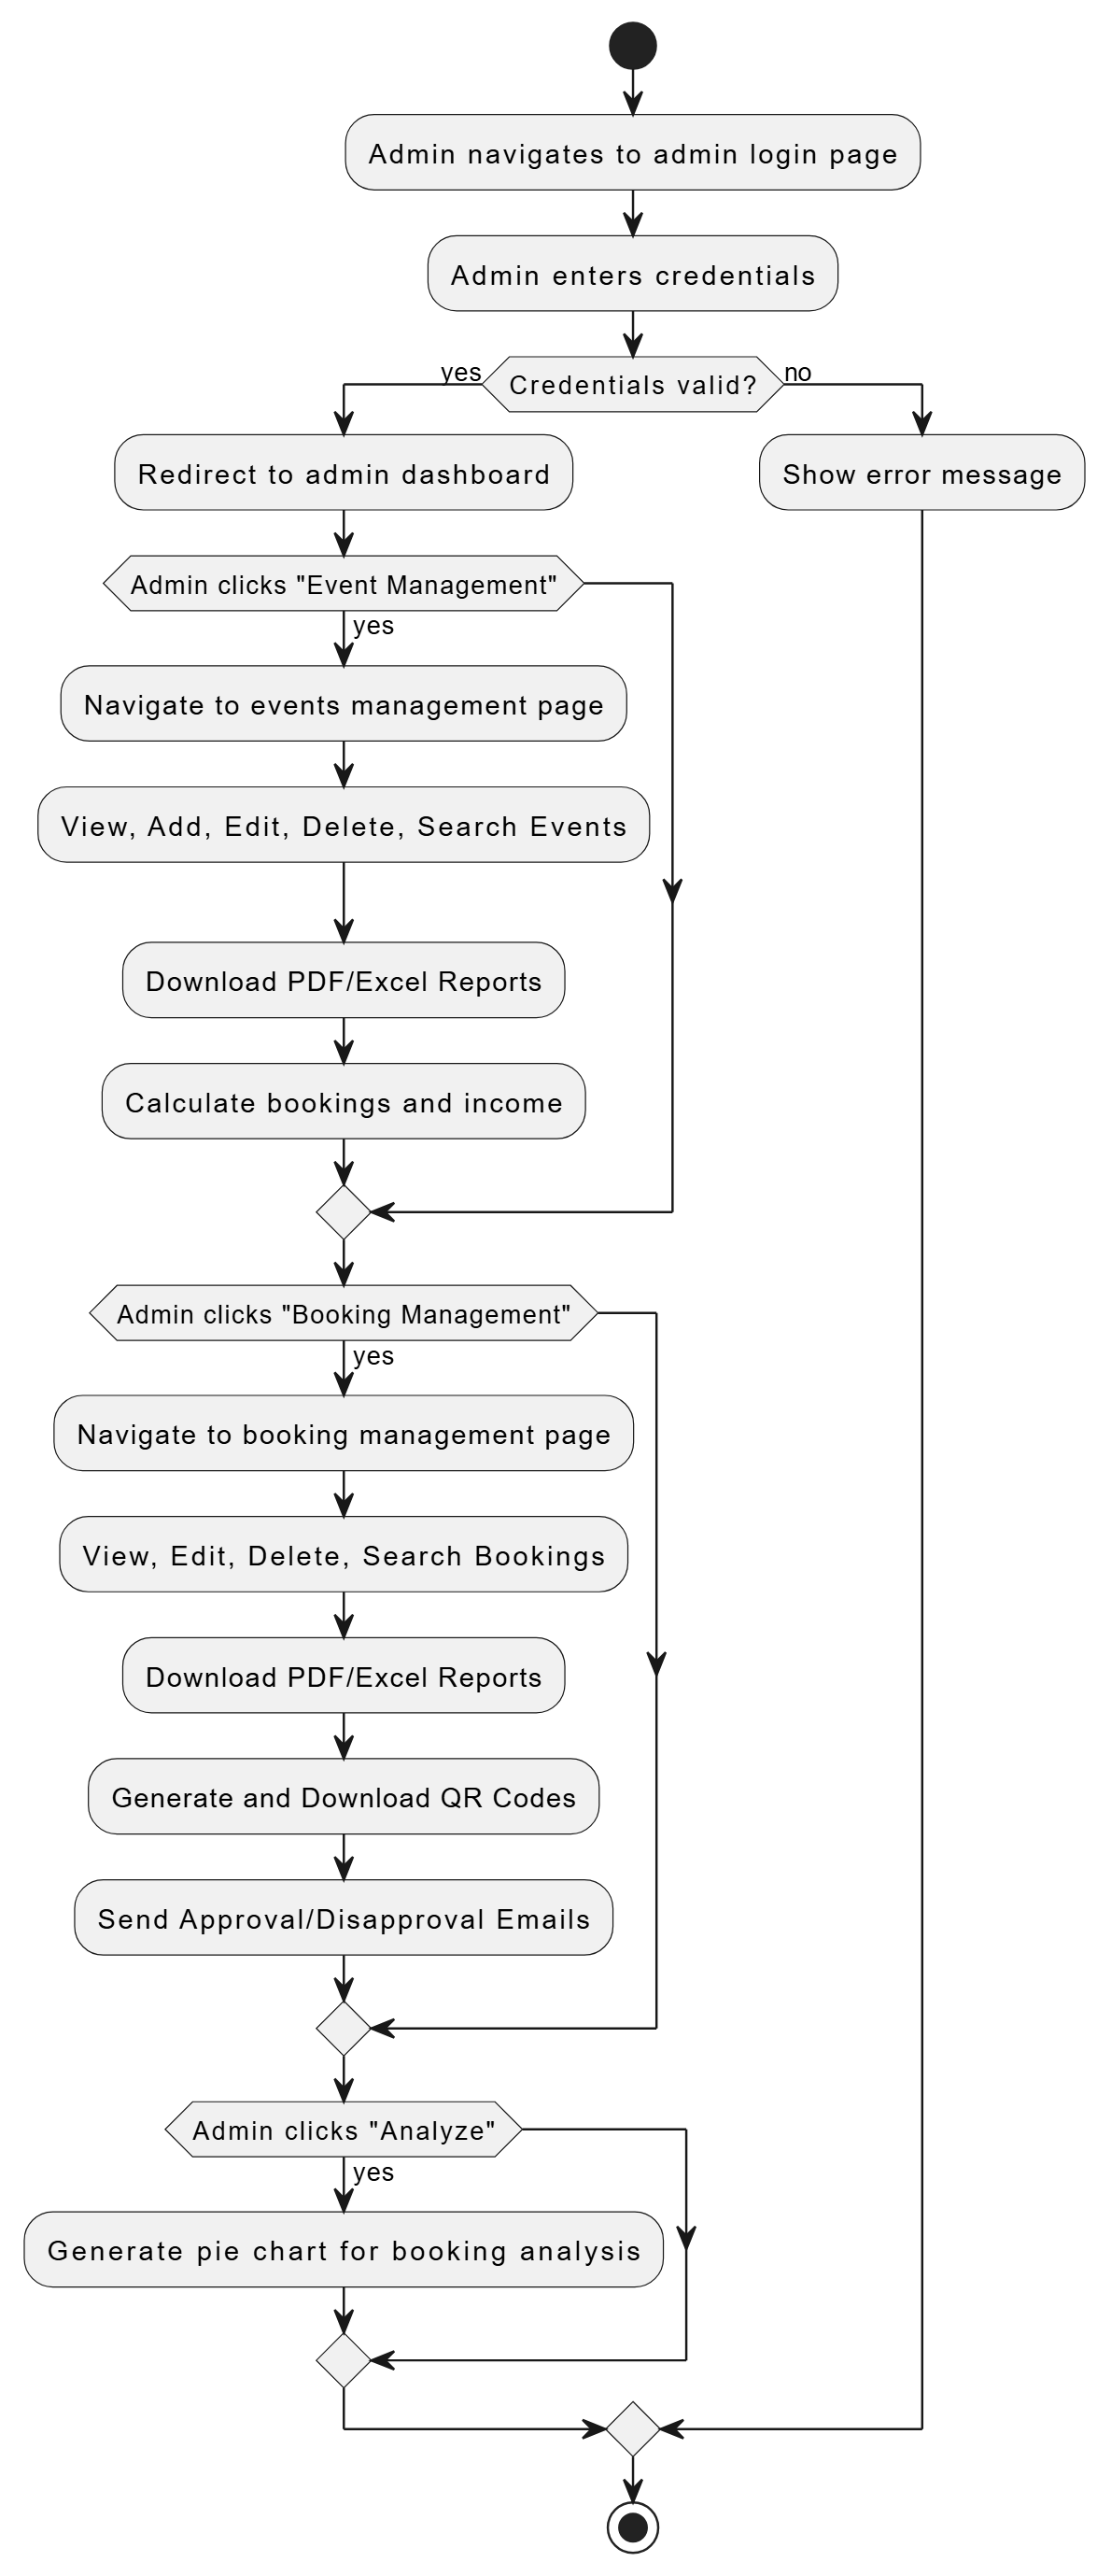 Admin navigates to admin login page
Admin enters credentials
yes
Credentials valid?
no
Redirect to admin dashboard
Show error message
Admin clicks "Event Management"
yes
Navigate to events management page
View, Add, Edit, Delete, Search Events
Download PDF/Excel Reports
Calculate bookings and income
Admin clicks "Booking Management"
yes
Navigate to booking management page
View, Edit, Delete, Search Bookings
Download PDF/Excel Reports
Generate and Download QR Codes
Send Approval/Disapproval Emails
Admin clicks "Analyze"
yes
Generate pie chart for booking analysis